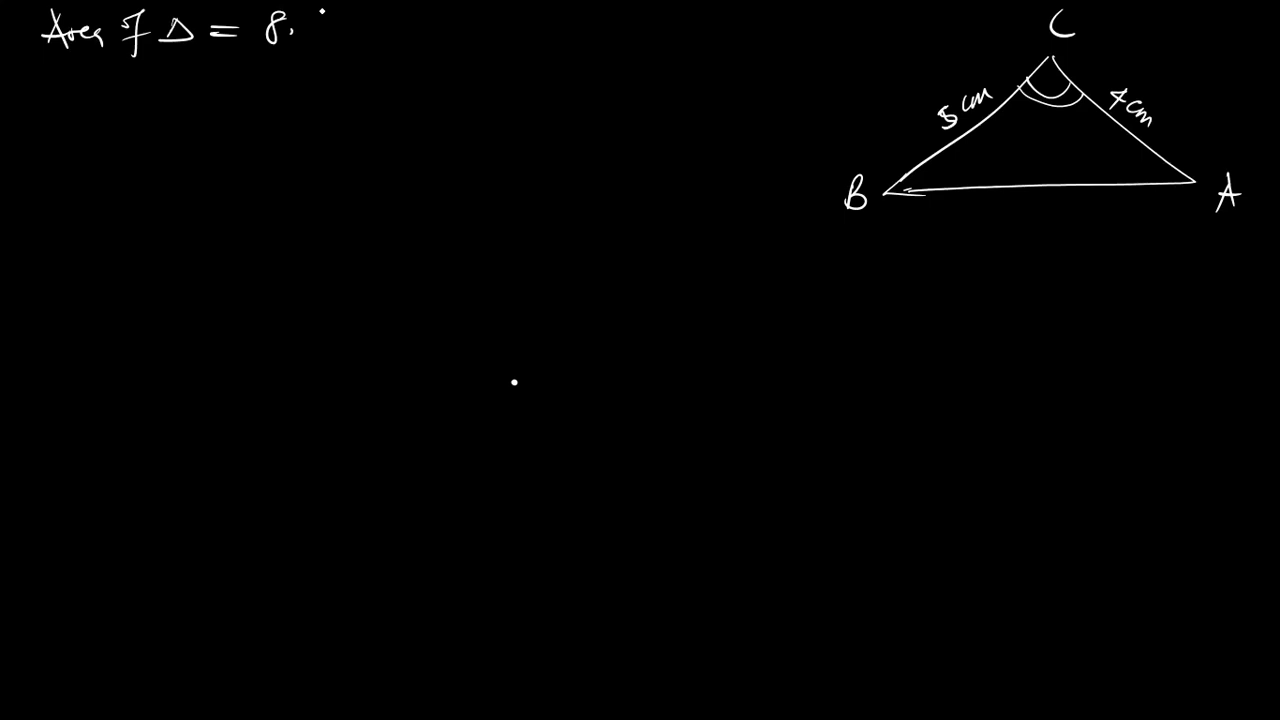 Area of Δ = 8.
C
5 cm
4 cm
B
A